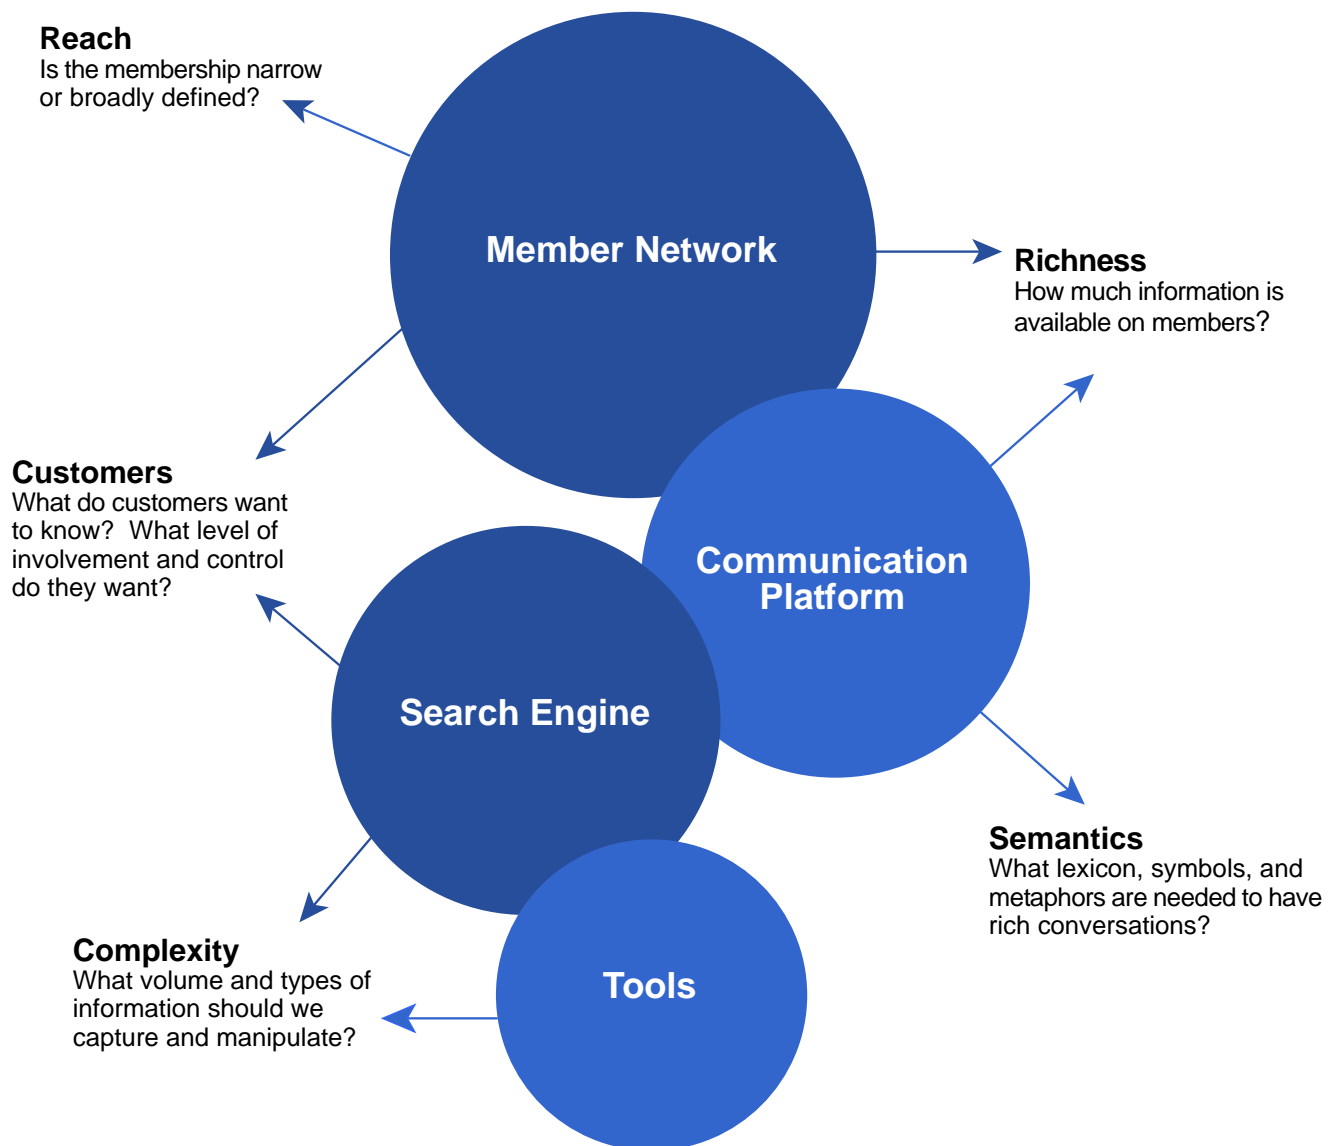 Reach
Is the membership narrow
or broadly defined?
Member Network
Richness
How much information is
available on members?
Customers
What do customers want
to know?  What level of
involvement and control
do they want?
Communication
Platform
Search Engine
Semantics
What lexicon, symbols, and
metaphors are needed to have
rich conversations?
Complexity
What volume and types of
information should we
capture and manipulate?
Tools